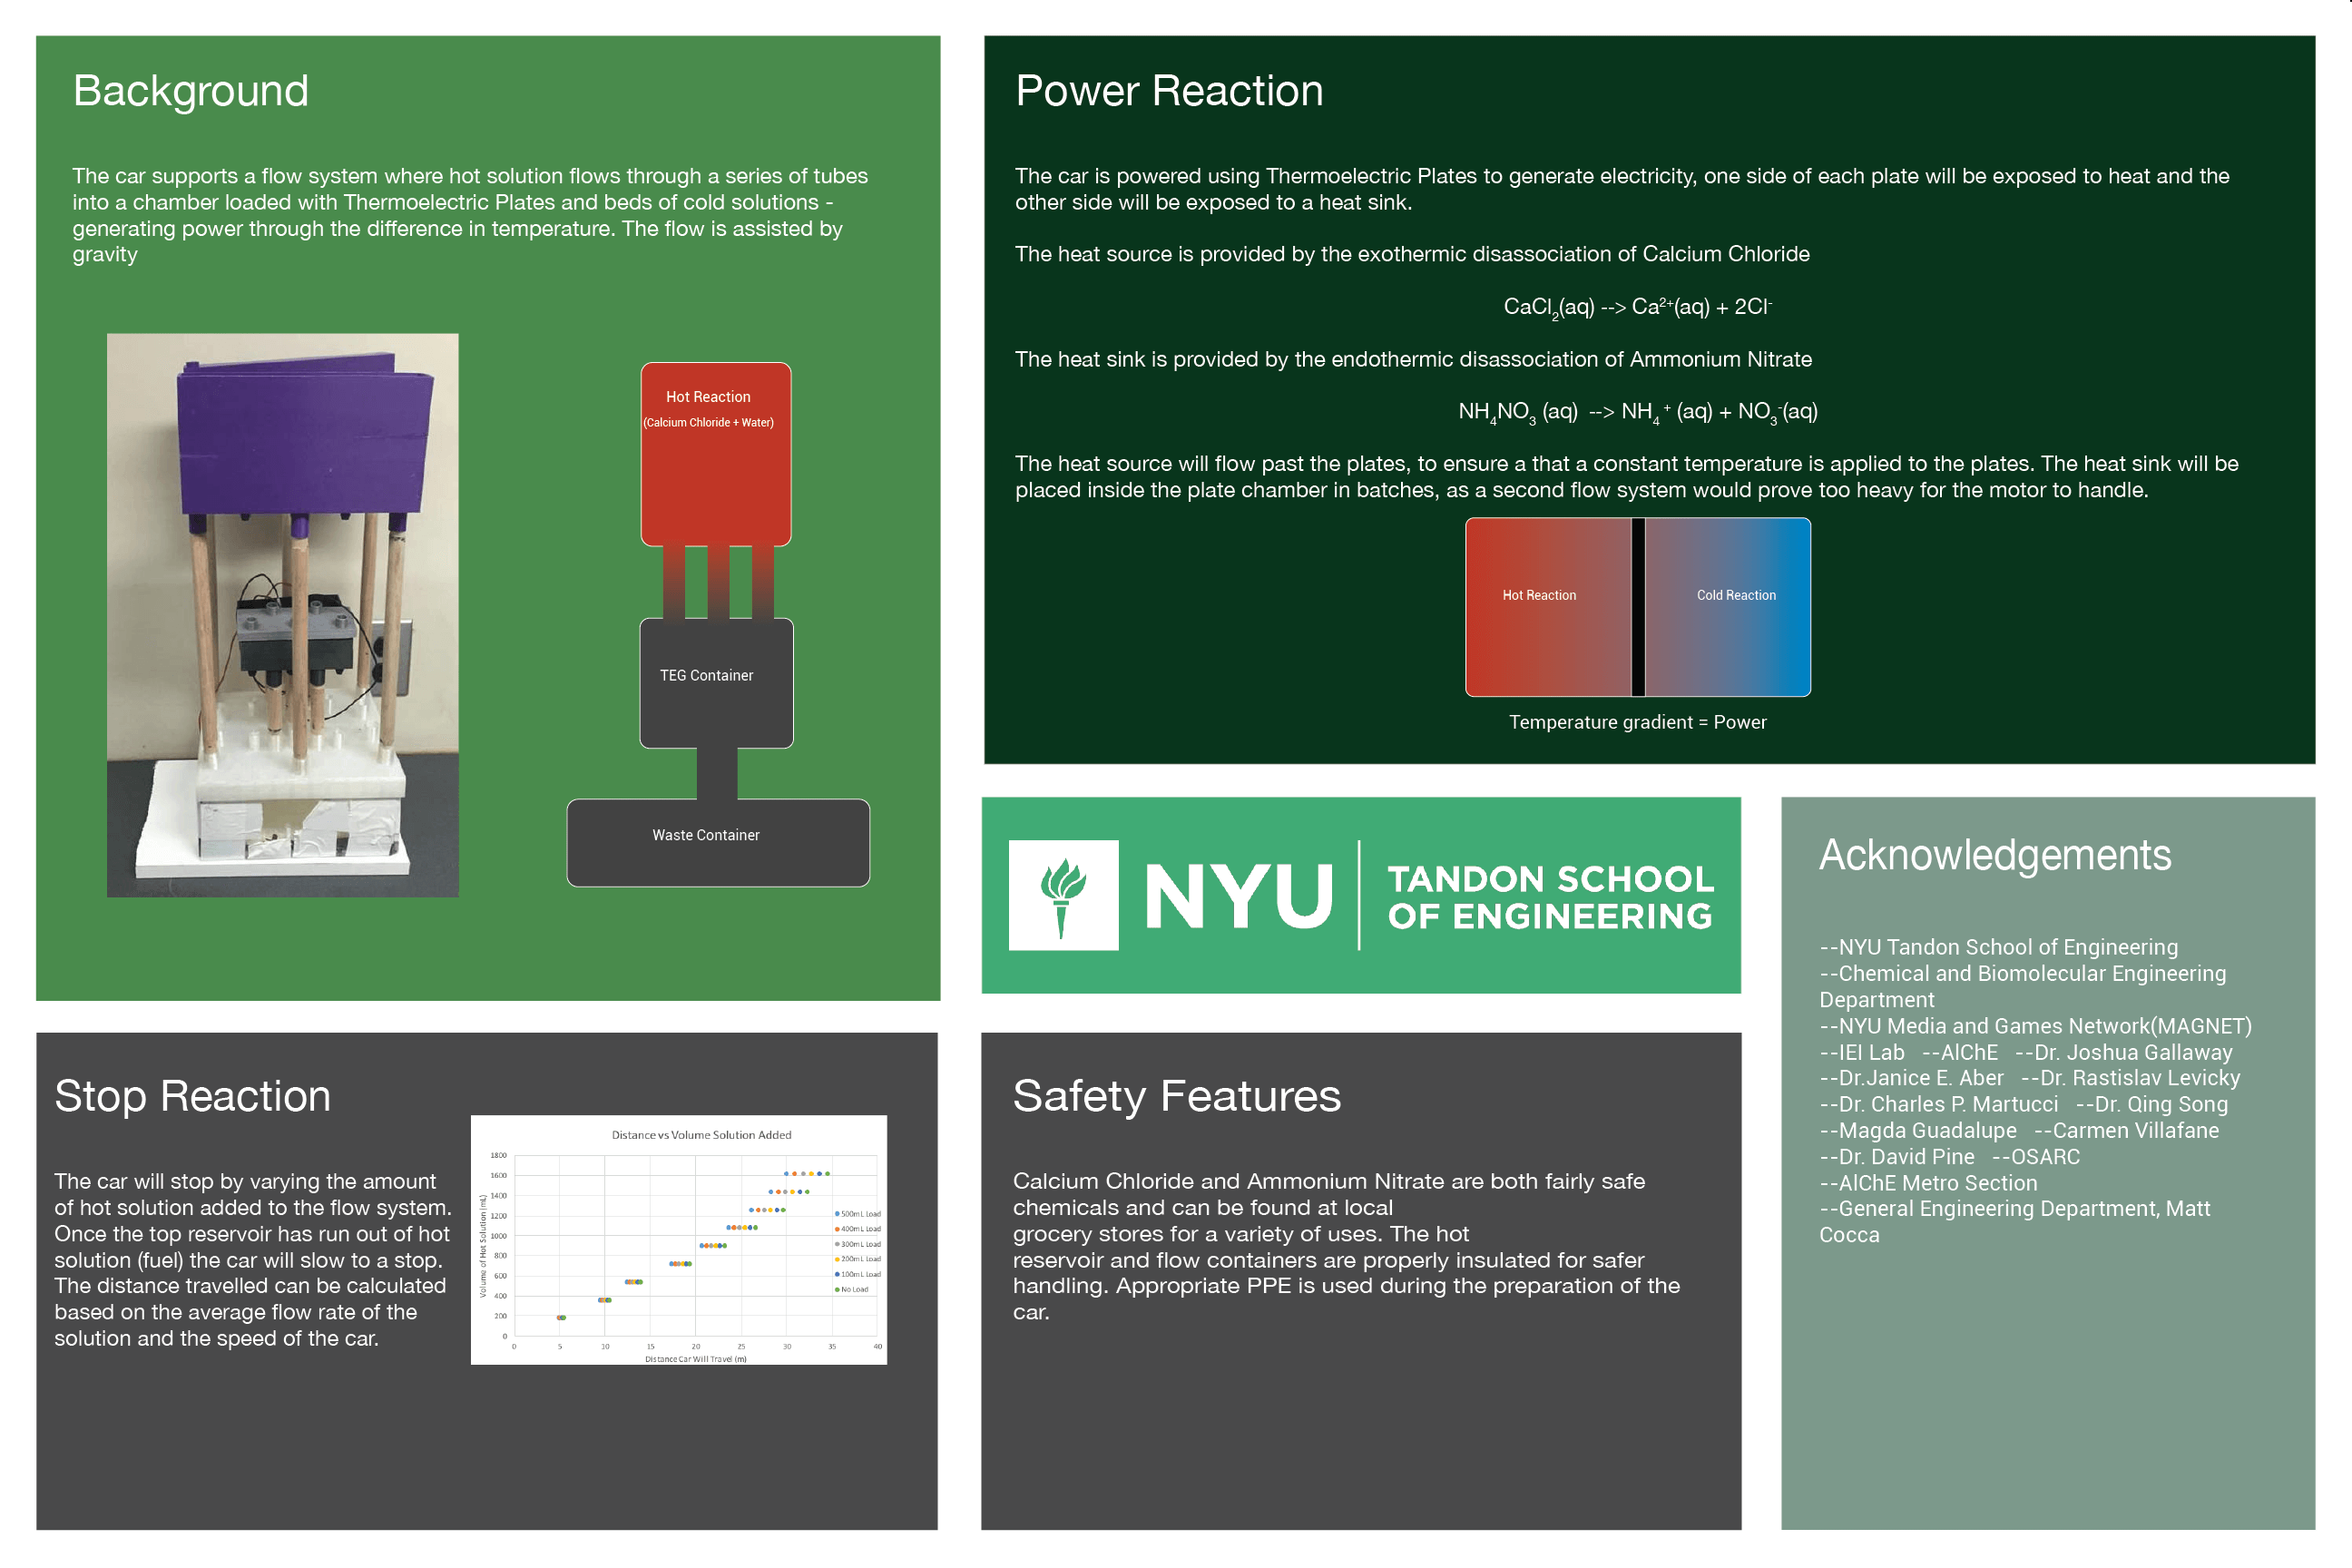 Background
The car supports a flow system where hot solution flows through a series of tubes
into a chamber loaded with Thermoelectric Plates and beds of cold solutions -
generating power through the difference in temperature. The flow is assisted by
gravity
Hot Reaction
(Calcium Chloride + Water)
TEG Container
Waste Container
Power Reaction
The car is powered using Thermoelectric Plates to generate electricity, one side of each plate will be exposed to heat and the
other side will be exposed to a heat sink.
The heat source is provided by the exothermic disassociation of Calcium Chloride
CaCl₂(aq) --> Ca²⁺(aq) + 2Cl⁻
The heat sink is provided by the endothermic disassociation of Ammonium Nitrate
NH₄NO₃ (aq) --> NH₄⁺ (aq) + NO₃⁻(aq)
The heat source will flow past the plates, to ensure a that a constant temperature is applied to the plates. The heat sink will be
placed inside the plate chamber in batches, as a second flow system would prove too heavy for the motor to handle.
Hot Reaction
Cold Reaction
Temperature gradient = Power
NYU
TANDON SCHOOL
OF ENGINEERING
Acknowledgements
--NYU Tandon School of Engineering
--Chemical and Biomolecular Engineering
Department
--NYU Media and Games Network(MAGNET)
--IEI Lab --AlChE --Dr. Joshua Gallaway
--Dr.Janice E. Aber --Dr. Rastislav Levicky
--Dr. Charles P. Martucci --Dr. Qing Song
--Magda Guadalupe --Carmen Villafane
--Dr. David Pine --OSARC
--AlChE Metro Section
--General Engineering Department, Matt
Cocca
Stop Reaction
The car will stop by varying the amount
of hot solution added to the flow system.
Once the top reservoir has run out of hot
solution (fuel) the car will slow to a stop.
The distance travelled can be calculated
based on the average flow rate of the
solution and the speed of the car.
Distance vs Volume Solution Added
Volume of Hot Solution (mL)
1800
1600
1400
1200
1000
800
600
400
200
0
0 5 10 15 20 25 30 35 40
Distance Car Will Travel (m)
500mL Load
400mL Load
300mL Load
200mL Load
100mL Load
No Load
Safety Features
Calcium Chloride and Ammonium Nitrate are both fairly safe
chemicals and can be found at local
grocery stores for a variety of uses. The hot
reservoir and flow containers are properly insulated for safer
handling. Appropriate PPE is used during the preparation of the
car.